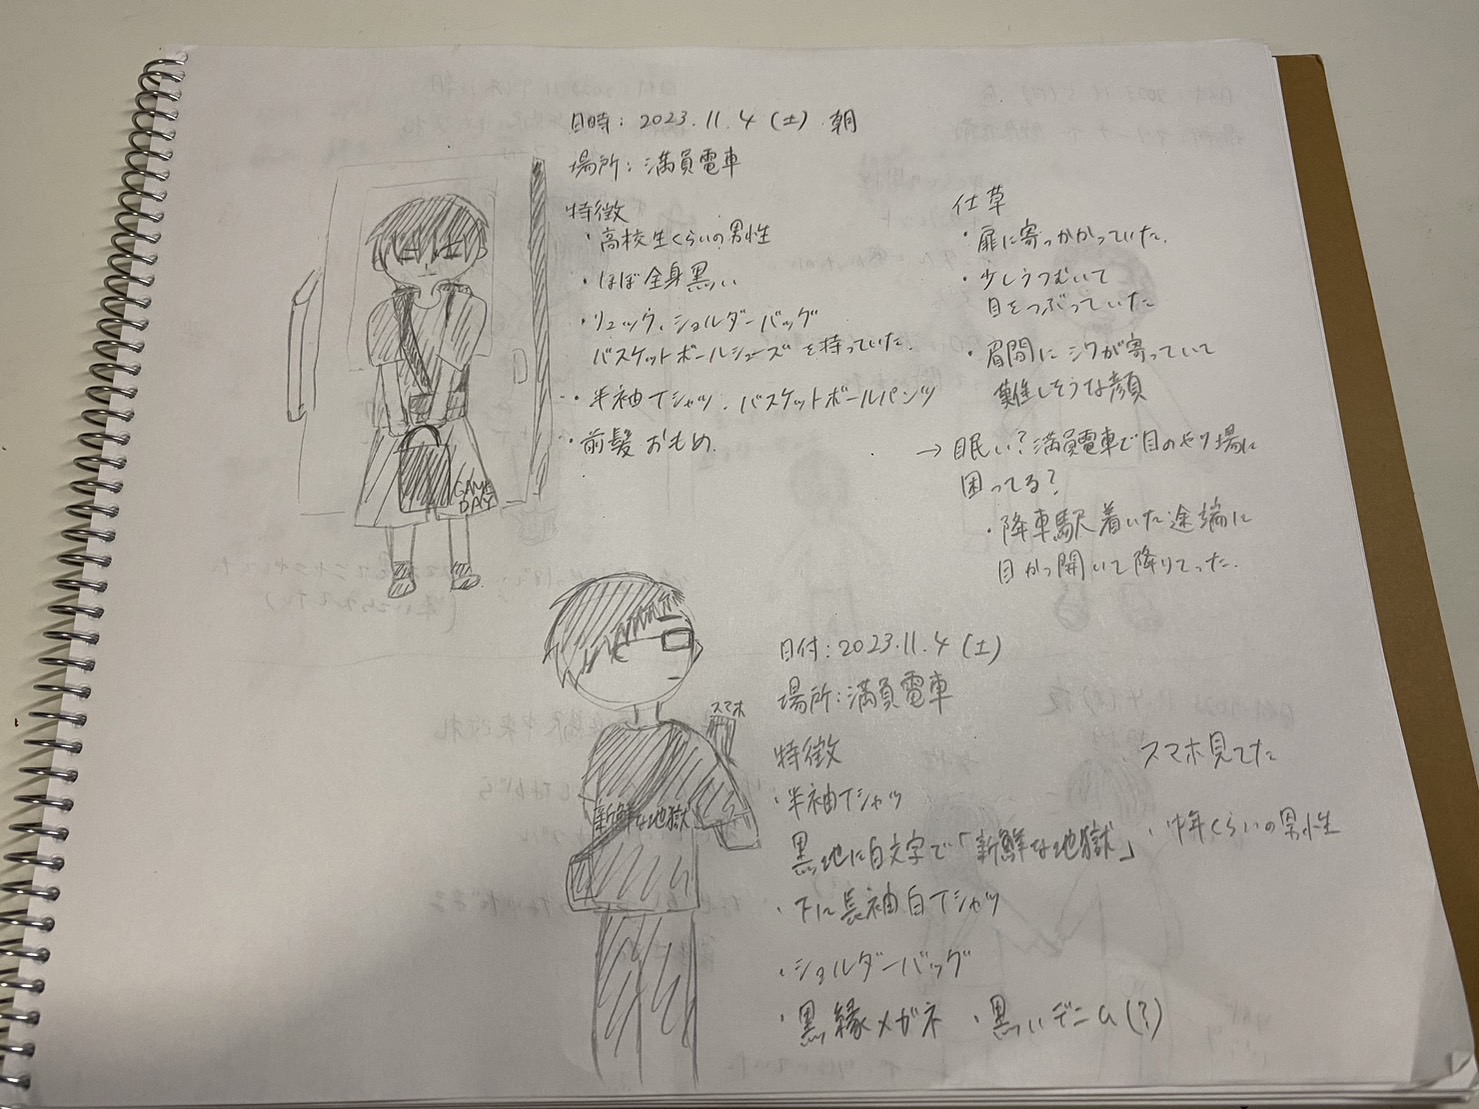 日時: 2023.11.4 (土) 朝
場所: 満員電車
特徴
・高校生くらいの男性
・ほぼ全身黒い
・リュック、ショルダーバッグ
バスケットボールシューズを持っていた.
・半袖Tシャツ、バスケットボールパンツ
・前髪おもめ.
仕草
・扉に寄っかかっていた.
・少しうつむいて
目をつぶっていた
・眉間にシワが寄っていて
難しそうな顔
→眠い?満員電車で目のやり場に
困ってる?
・降車駅着いた途端に
目かっ開いて降りてった.
GAME
DAY
日付: 2023.11.4 (土)
場所: 満員電車
特徴
・半袖Tシャツ
黒地に白文字で「新鮮な地獄」
・下に長袖白Tシャツ
・ショルダーバッグ
・黒縁メガネ ・黒いデニム(?)
・スマホ見てた
・中年くらいの男性
スマホ
新鮮な地獄